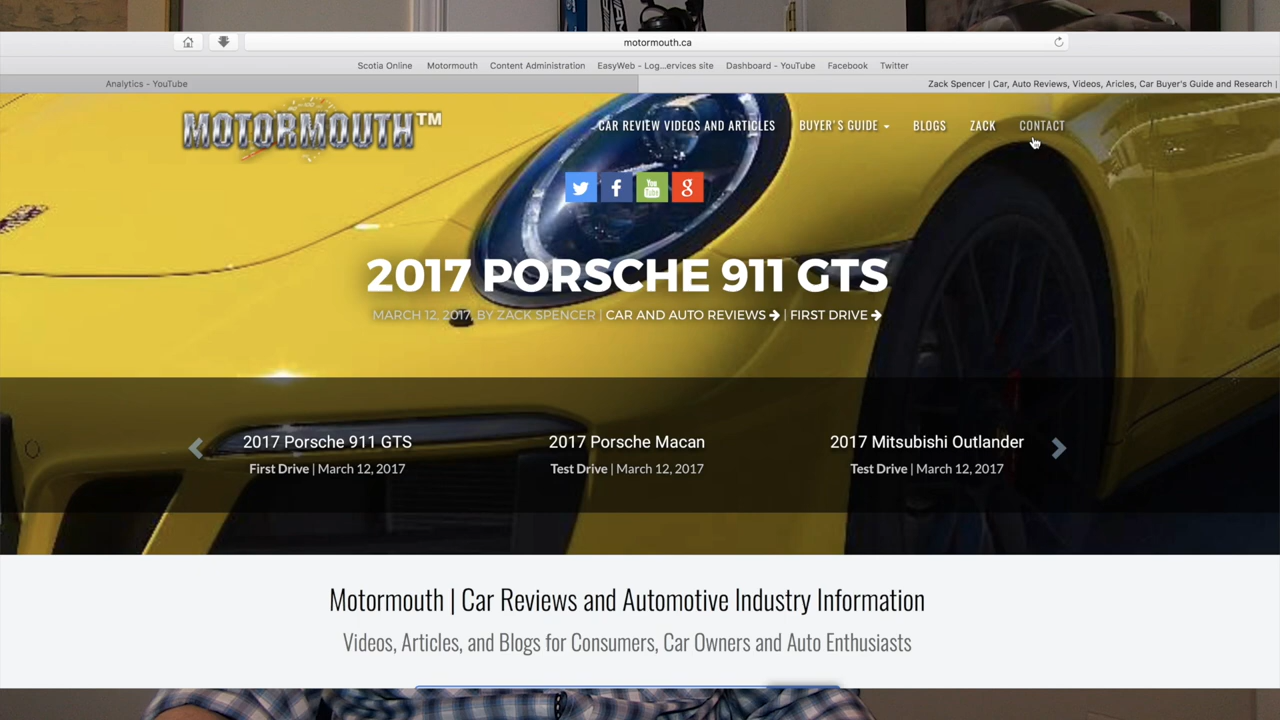 motormouth.ca
Scotia Online Motormouth Content Administration EasyWeb - Log...ervices site Dashboard - YouTube Facebook Twitter
Analytics - YouTube Zack Spencer | Car, Auto Reviews, Videos, Aricles, Car Buyer's Guide and Research |
MOTORMOUTH™ CAR REVIEW VIDEOS AND ARTICLES BUYER'S GUIDE BLOGS ZACK CONTACT
You Tube
2017 PORSCHE 911 GTS
MARCH 12, 2017, BY ZACK SPENCER | CAR AND AUTO REVIEWS → | FIRST DRIVE →
2017 Porsche 911 GTS 2017 Porsche Macan 2017 Mitsubishi Outlander
First Drive | March 12, 2017 Test Drive | March 12, 2017 Test Drive | March 12, 2017
Motormouth | Car Reviews and Automotive Industry Information
Videos, Articles, and Blogs for Consumers, Car Owners and Auto Enthusiasts